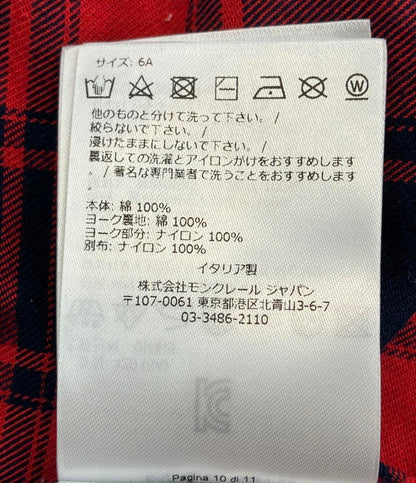 サイズ: 6A
他のものと分けて洗って下さい。/
絞らないで下さい。/
浸けたままにしないで下さい。/
裏返しての洗濯とアイロンがけをおすすめします
。/ 著名な専門業者で洗うことをおすすめします
。
本体: 綿 100%
ヨーク裏地: 綿 100%
ヨーク部分: ナイロン 100%
別布: ナイロン 100%
イタリア製
株式会社モンクレール ジャパン
〒107-0061 東京都港区北青山3-6-7
03-3486-2110
Pagina 10 di 11